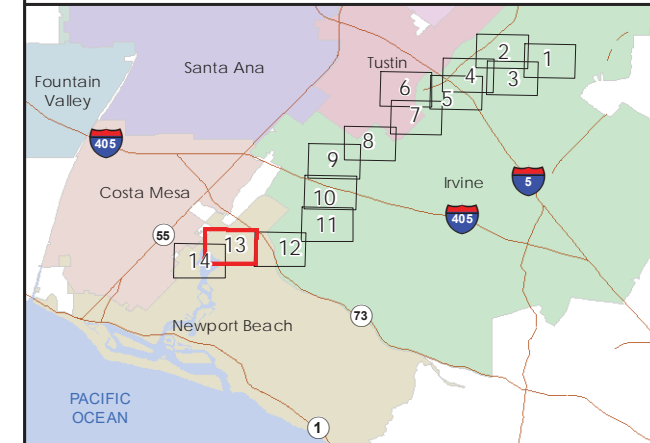 2
1
Santa Ana
Tustin
4
3
Fountain
Valley
6
5
7
405
8
9
Irvine
5
Costa Mesa
10
405
11
55
13
12
14
73
Newport Beach
PACIFIC
OCEAN
1